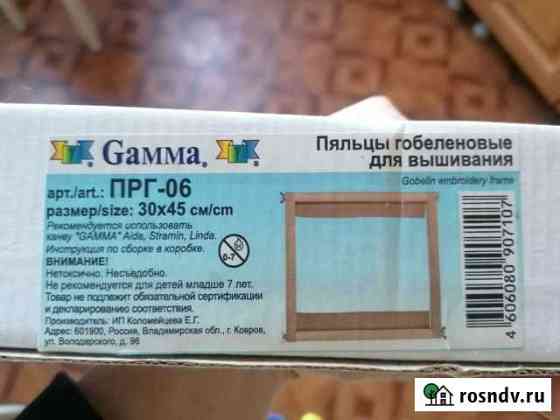 Gamma
Пяльцы гобеленовые
для вышивания
Gobelin embroidery frame
арт./art.: ПРГ-06
размер/size: 30x45 см/cm
Рекомендуется использовать
канву "GAMMA" Aida, Stramin, Linda.
Инструкция по сборке в коробке.
0-7
ВНИМАНИЕ!
Нетоксично. Несъедобно.
Не рекомендуется для детей младше 7 лет.
Товар не подлежит обязательной сертификации
и декларированию соответствия.
Производитель: ИП Коломейцева Е.Г.
Адрес: 601900, Россия, Владимирская обл., г. Ковров,
ул. Володарского, д. 96
4 606080 907107
rosndv.ru